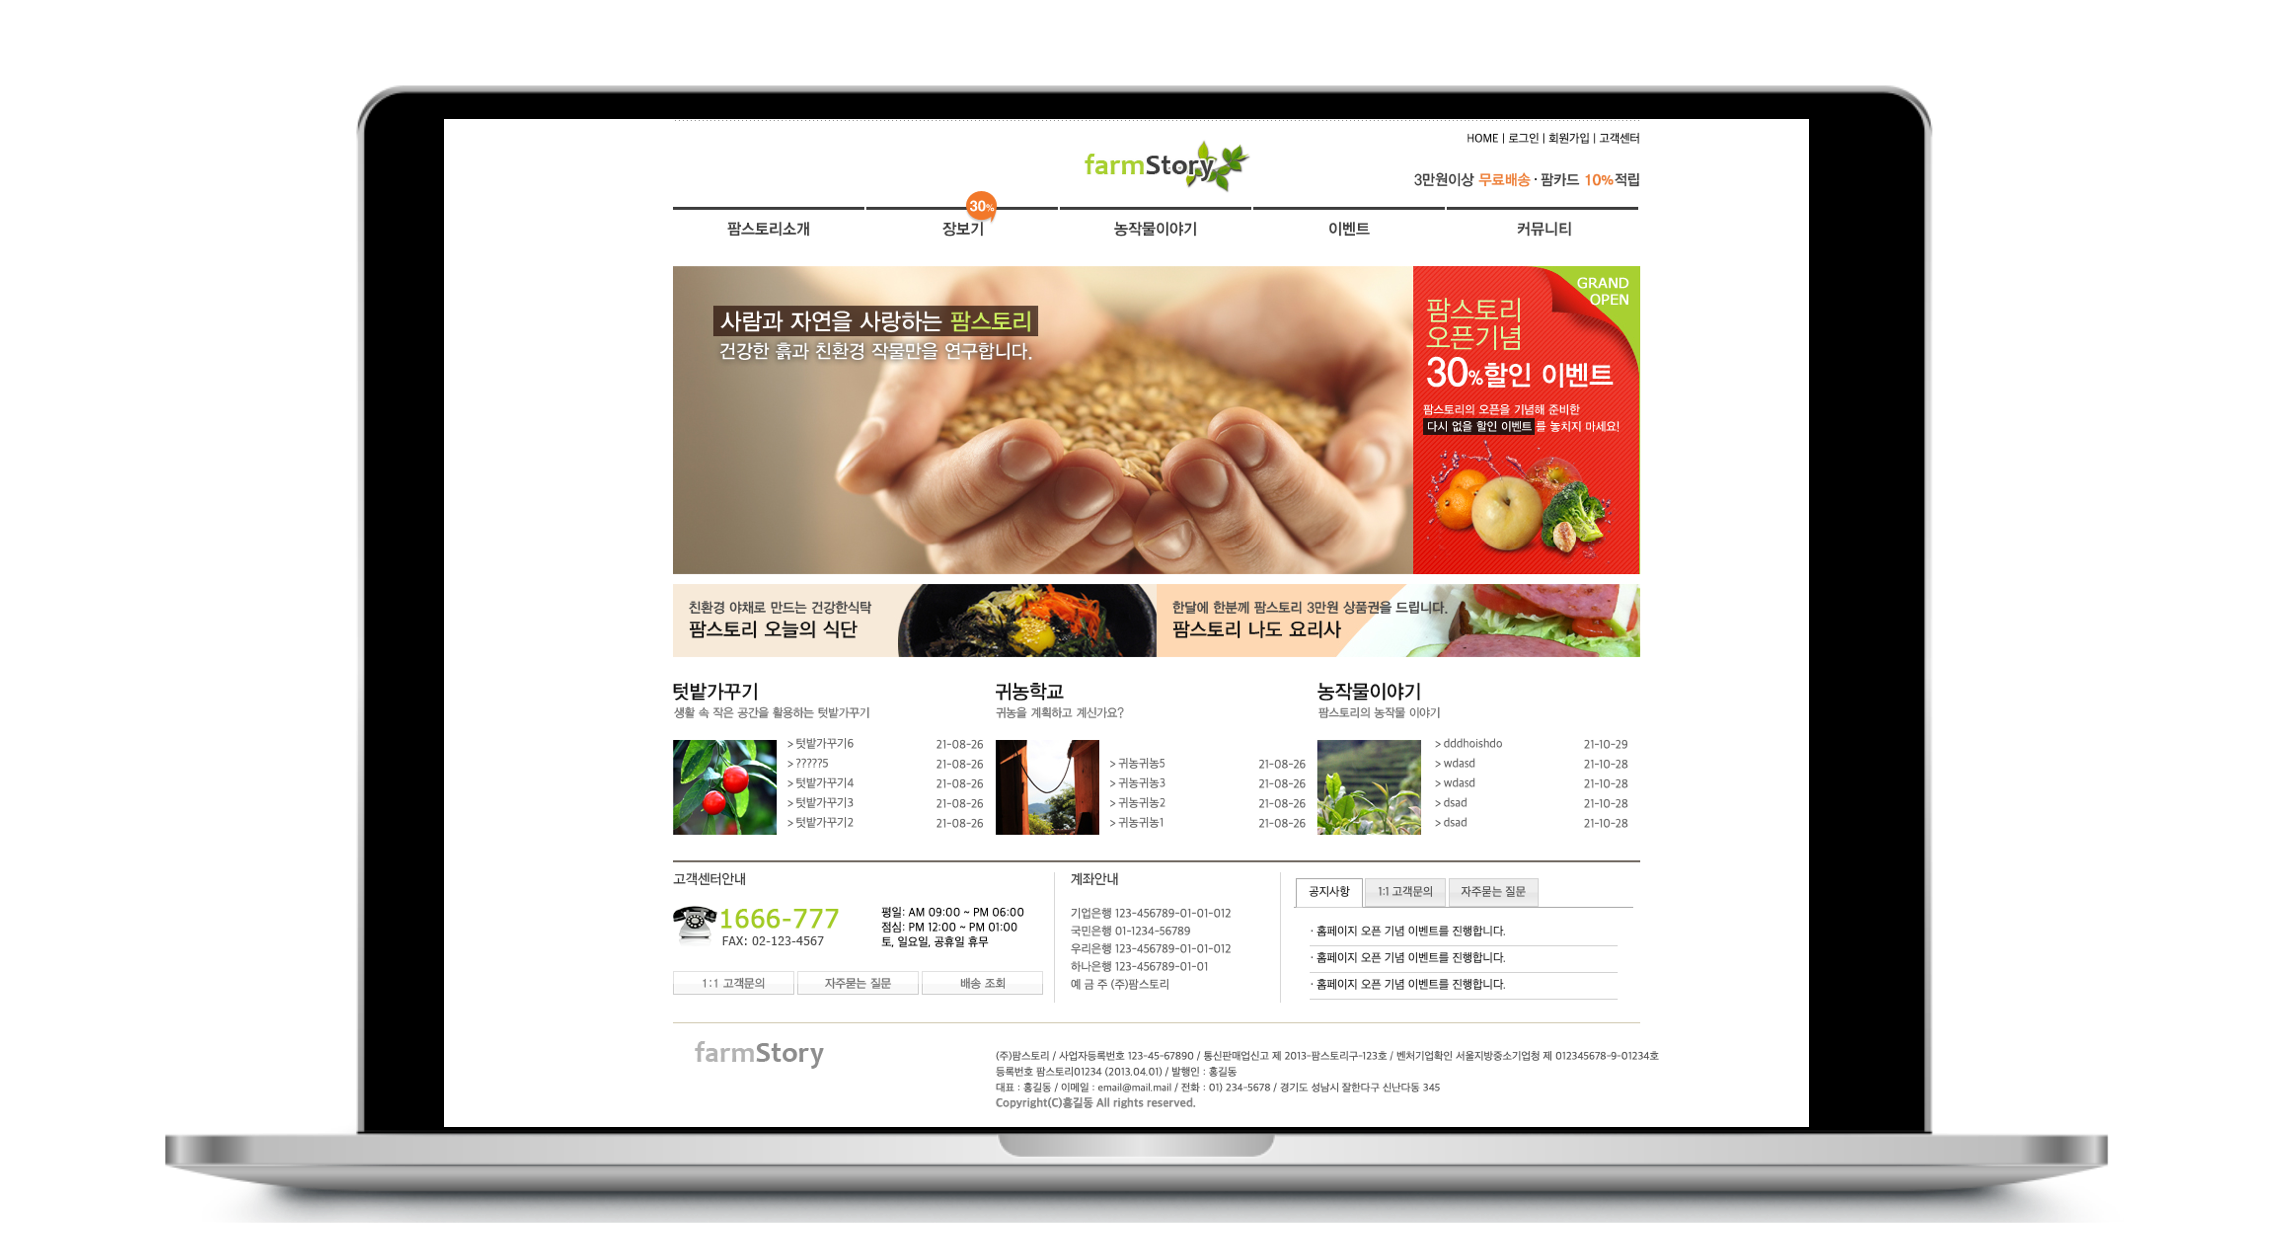 HOME | 로그인 | 회원가입 | 고객센터
farmStory
3만원이상 무료배송 · 팜카드 10%적립
30%
팜스토리소개 장보기 농작물이야기 이벤트 커뮤니티
사람과 자연을 사랑하는 팜스토리
건강한 흙과 친환경 작물만을 연구합니다.
GRAND
OPEN
팜스토리
오픈기념
30%할인 이벤트
팜스토리의 오픈을 기념해 준비한
다시 없을 할인 이벤트를 놓치지 마세요!
친환경 야채로 만드는 건강한식탁
팜스토리 오늘의 식단
한달에 한분께 팜스토리 3만원 상품권을 드립니다.
팜스토리 나도 요리사
텃밭가꾸기
생활 속 작은 공간을 활용하는 텃밭가꾸기
> 텃밭가꾸기6 21-08-26
> ?????5 21-08-26
> 텃밭가꾸기4 21-08-26
> 텃밭가꾸기3 21-08-26
> 텃밭가꾸기2 21-08-26
귀농학교
귀농을 계획하고 계신가요?
> 귀농귀농5 21-08-26
> 귀농귀농3 21-08-26
> 귀농귀농2 21-08-26
> 귀농귀농1 21-08-26
농작물이야기
팜스토리의 농작물 이야기
> dddhoishdo 21-10-29
> wdasd 21-10-28
> wdasd 21-10-28
> dsad 21-10-28
> dsad 21-10-28
고객센터안내
1666-777
FAX: 02-123-4567
평일: AM 09:00 ~ PM 06:00
점심: PM 12:00 ~ PM 01:00
토, 일요일, 공휴일 휴무
1:1 고객문의 자주묻는 질문 배송 조회
계좌안내
기업은행 123-456789-01-01-012
국민은행 01-1234-56789
우리은행 123-456789-01-01-012
하나은행 123-456789-01-01
예 금 주 (주)팜스토리
공지사항 1:1 고객문의 자주묻는 질문
· 홈페이지 오픈 기념 이벤트를 진행합니다.
· 홈페이지 오픈 기념 이벤트를 진행합니다.
· 홈페이지 오픈 기념 이벤트를 진행합니다.
farmStory
(주)팜스토리 / 사업자등록번호 123-45-67890 / 통신판매업신고 제 2013-팜스토리구-123호 / 벤처기업확인 서울지방중소기업청 제 012345678-9-01234호
등록번호 팜스토리01234 (2013.04.01) / 발행인 : 홍길동
대표 : 홍길동 / 이메일 : email@mail.mail / 전화 : 01) 234-5678 / 경기도 성남시 잘한다구 신난다동 345
Copyright(C)홍길동 All rights reserved.